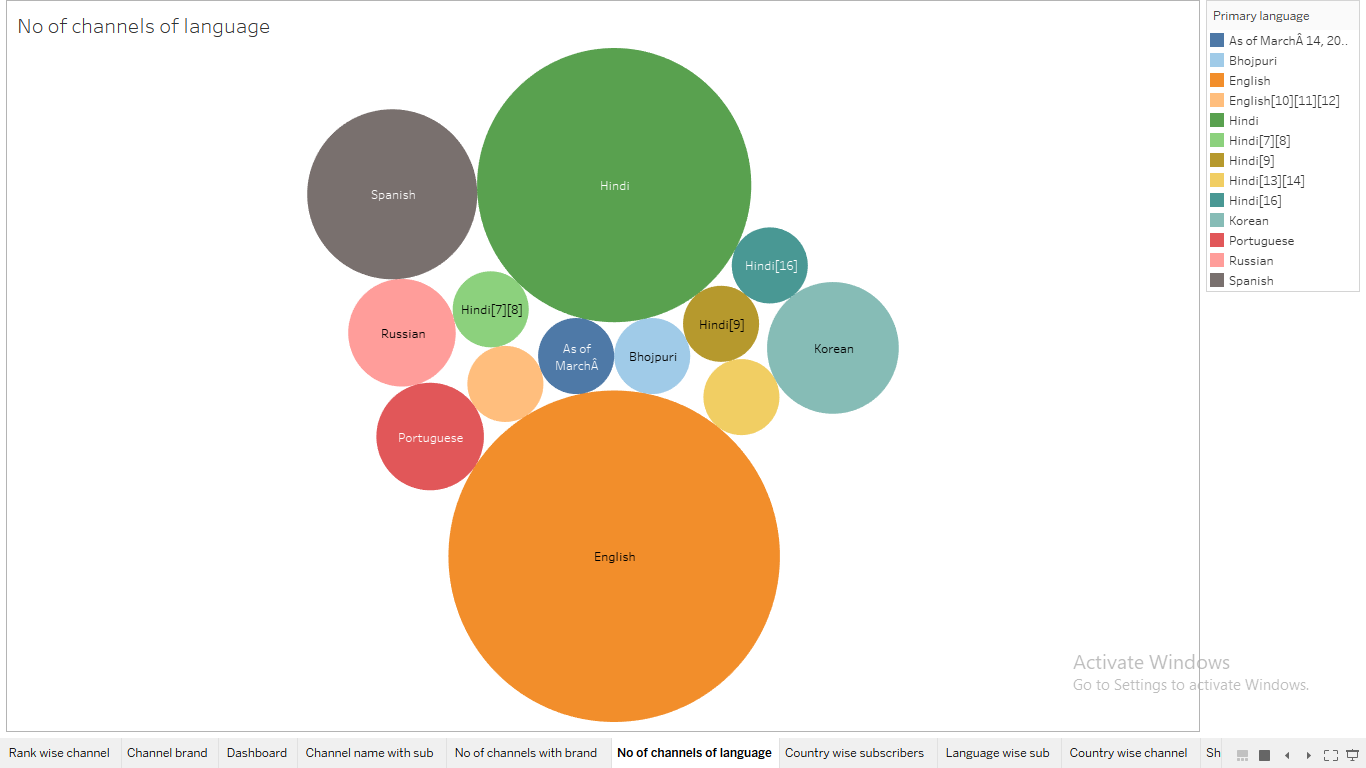 No of channels of language
Primary language
As of MarchÂ 14, 20..
Bhojpuri
English
English[10][11][12]
Hindi
Hindi[7][8]
Hindi[9]
Hindi[13][14]
Hindi[16]
Korean
Portuguese
Russian
Spanish
Hindi
Spanish
Hindi[16]
Hindi[7][8]
Hindi[9]
Russian
As of
MarchÂ
Bhojpuri
Korean
Portuguese
English
Activate Windows
Go to Settings to activate Windows.
Rank wise channel
Channel brand
Dashboard
Channel name with sub
No of channels with brand
No of channels of language
Country wise subscribers
Language wise sub
Country wise channel
Sh